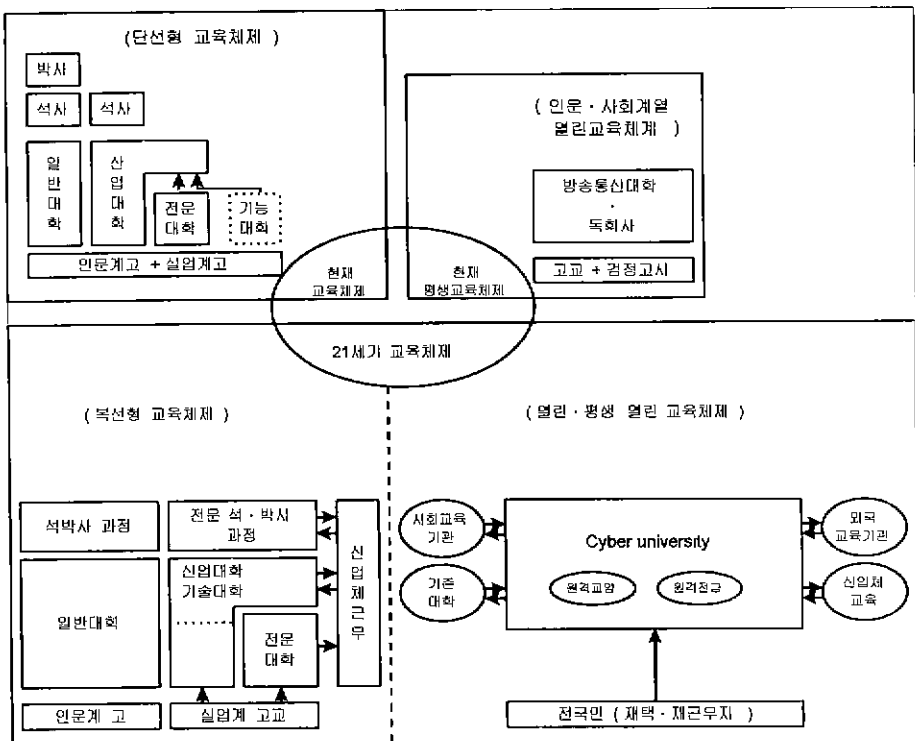 ( 단선형 교육체제 )
박사
석사
석사
일
반
대
학
산
업
대
학
전문
대학
기능
대학
인문계고 + 실업계고
현재
교육체제
( 인문 · 사회계열
열린교육체계 )
방송통신대학
·
독회사
고교 + 검정고시
현재
평생교육체제
21세기 교육체제
( 복선형 교육체제 )
석박사 과정
전문 석 · 박사
과정
일반대학
산업대학
기술대학
전문
대학
산
업
체
근
무
인문계 고
실업계 고교
( 열린 · 평생 열린 교육체제 )
사회교육
기관
기존
대학
Cyber university
원격교양
외국
교육기관
산업체
교육
전국민 ( 재택 · 재근무지 )